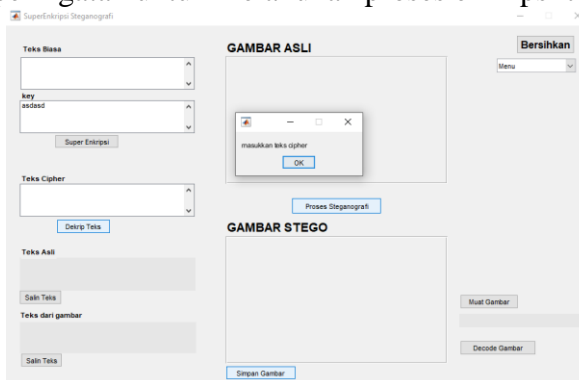 SuperEnkripsi Steganografi
Teks Biasa
key
asdasd
Super Enkripsi
Teks Cipher
Dekrip Teks
Teks Asli
Salin Teks
Teks dari gambar
Salin Teks
GAMBAR ASLI
masukkan teks cipher
OK
Proses Steganografi
GAMBAR STEGO
Simpan Gambar
Bersihkan
Menu
Muat Gambar
Decode Gambar